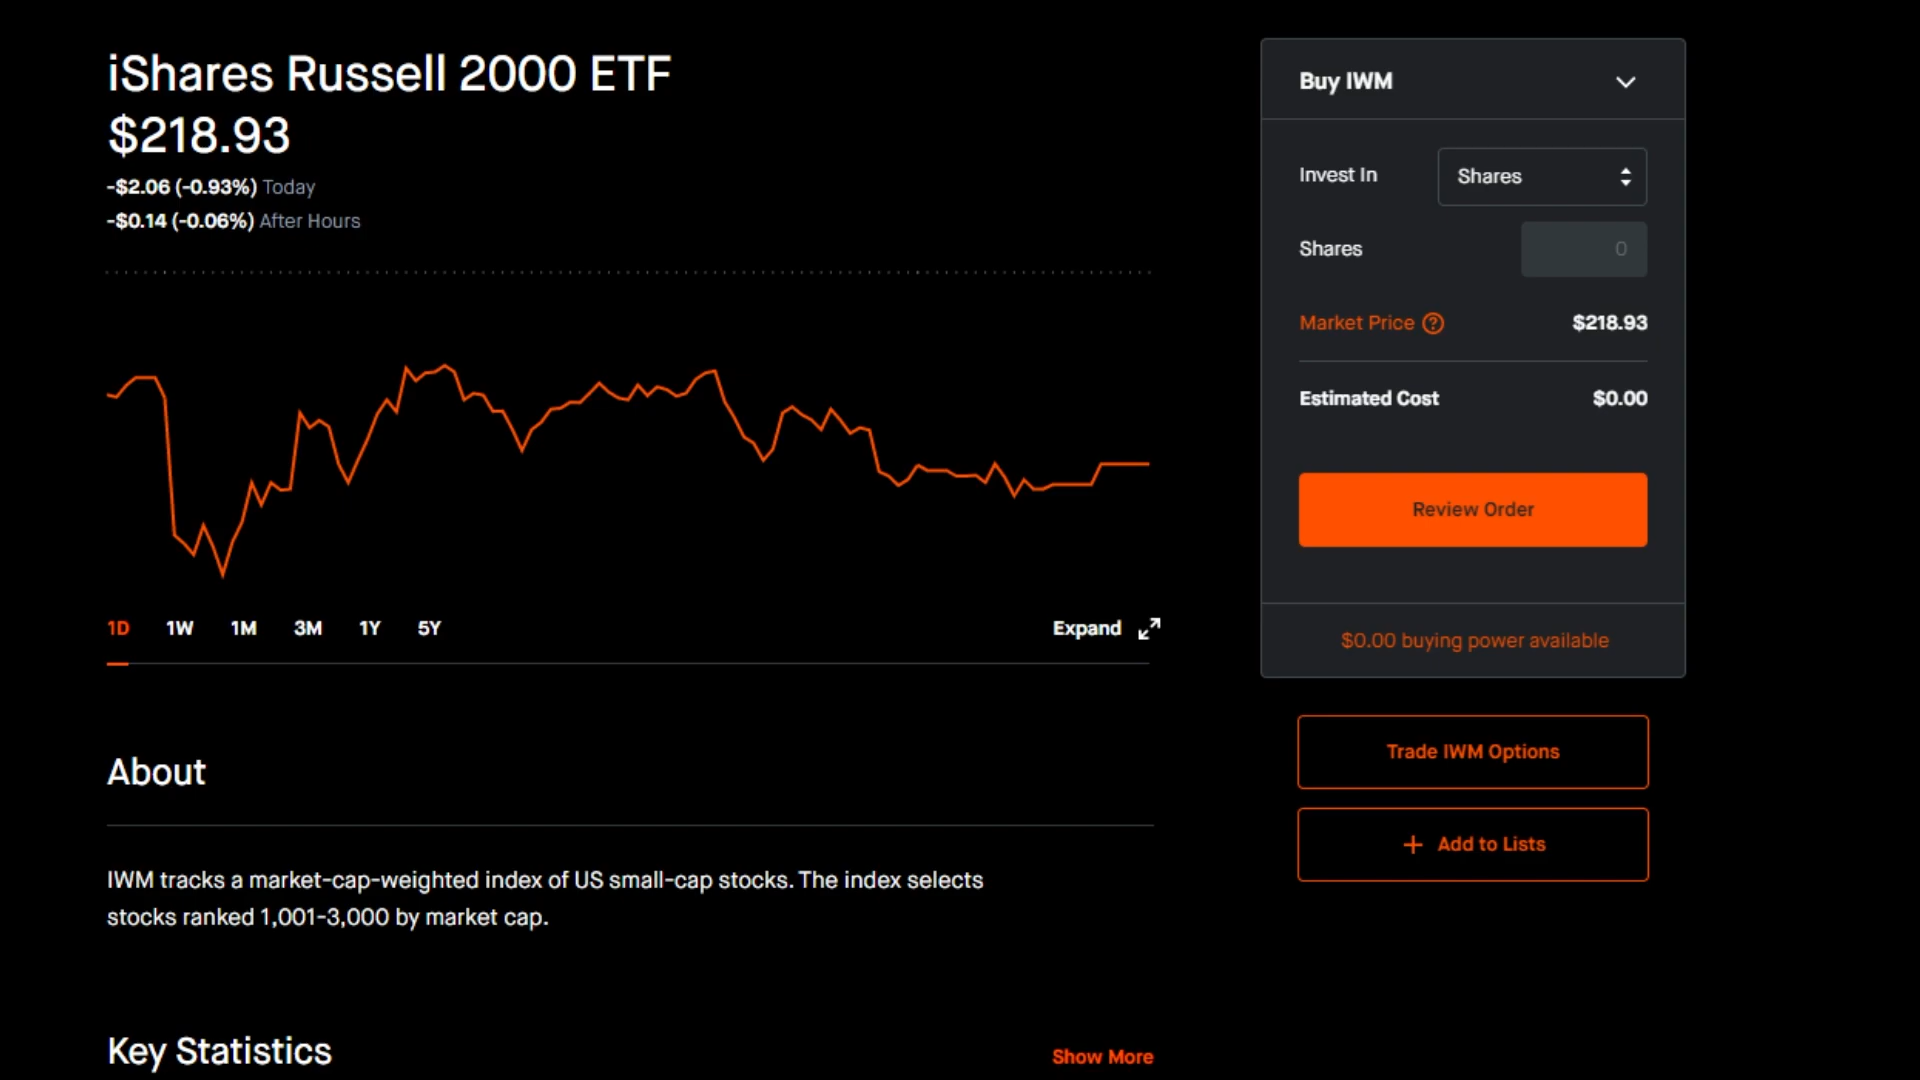 iShares Russell 2000 ETF
$218.93
-$2.06 (-0.93%) Today
-$0.14 (-0.06%) After Hours
1D 1W 1M 3M 1Y 5Y Expand
About
IWM tracks a market-cap-weighted index of US small-cap stocks. The index selects
stocks ranked 1,001-3,000 by market cap.
Key Statistics Show More
Buy IWM
Invest In Shares
Shares 0
Market Price ? $218.93
Estimated Cost $0.00
Review Order
$0.00 buying power available
Trade IWM Options
+ Add to Lists